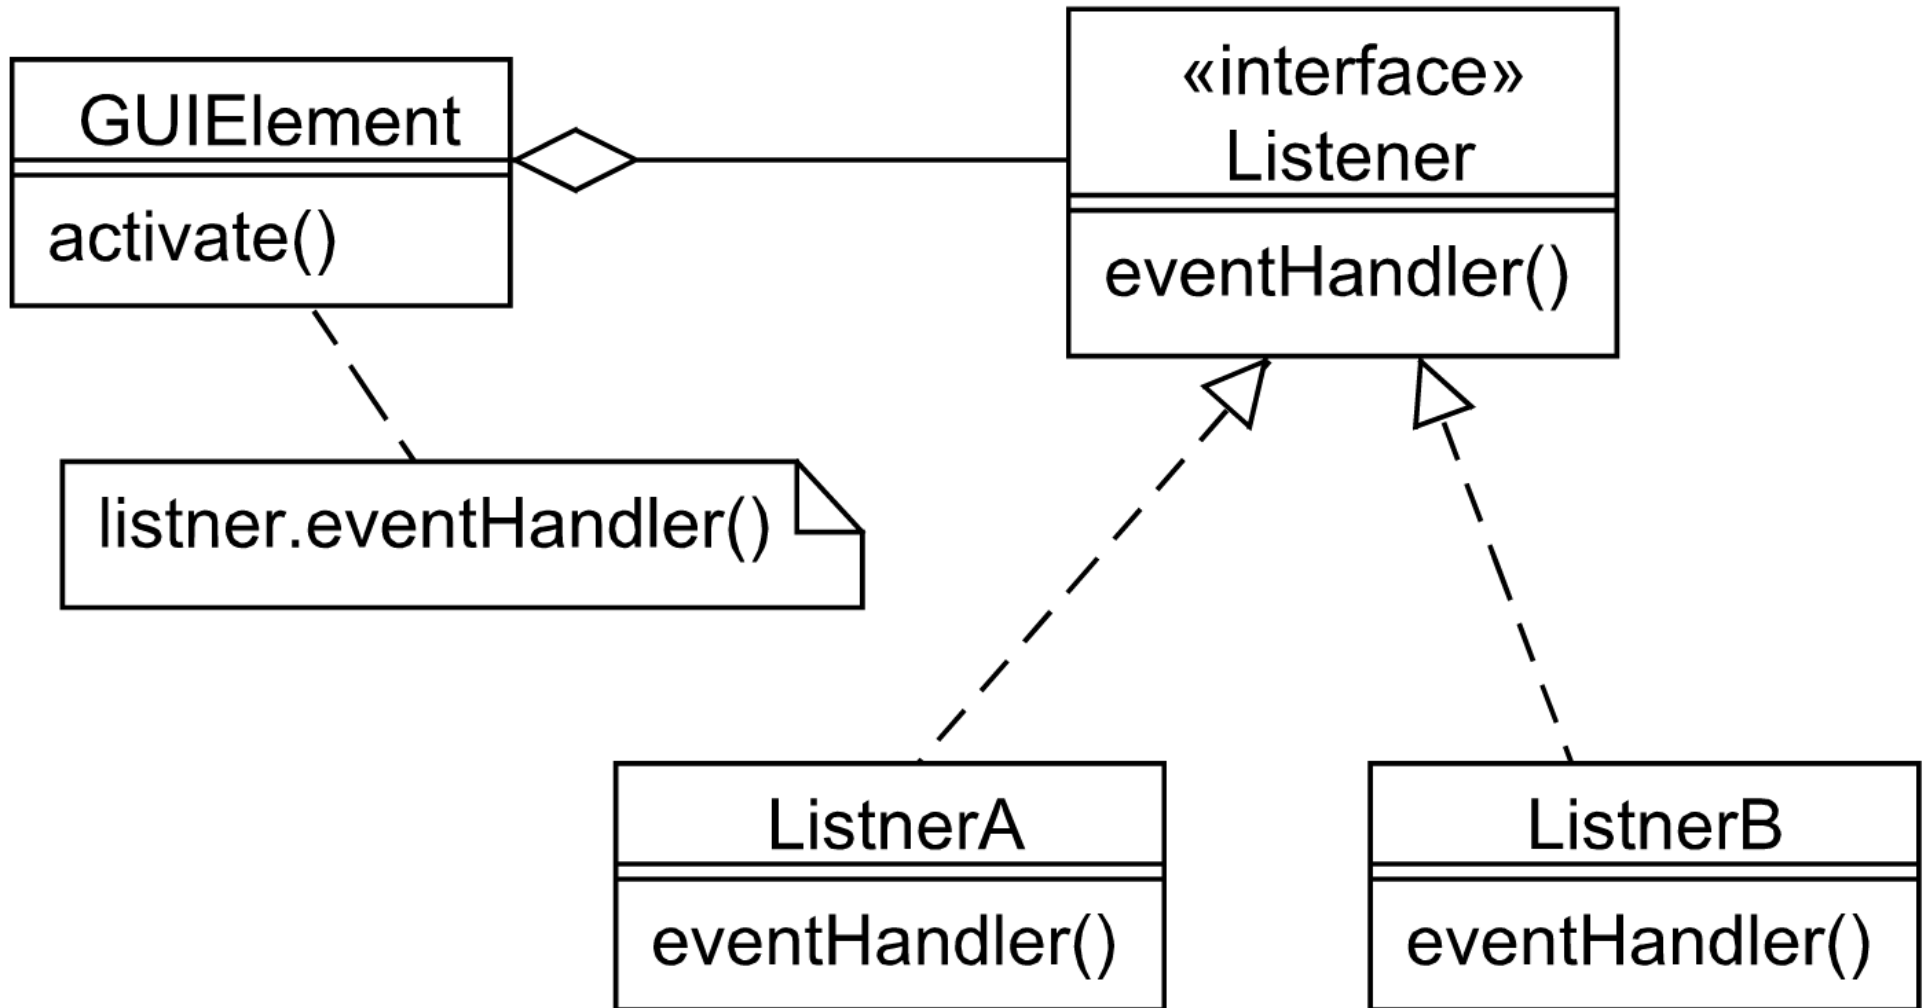 GUIElement
activate()
«interface»
Listener
eventHandler()
listner.eventHandler()
ListnerA
eventHandler()
ListnerB
eventHandler()